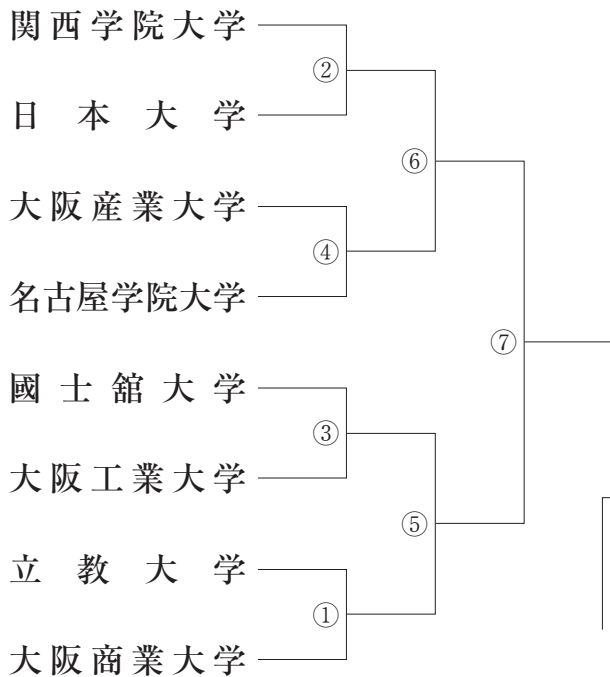 関西学院大学
②
日本大学
⑥
大阪産業大学
④
名古屋学院大学
⑦
國士舘大学
③
大阪工業大学
⑤
立教大学
①
大阪商業大学